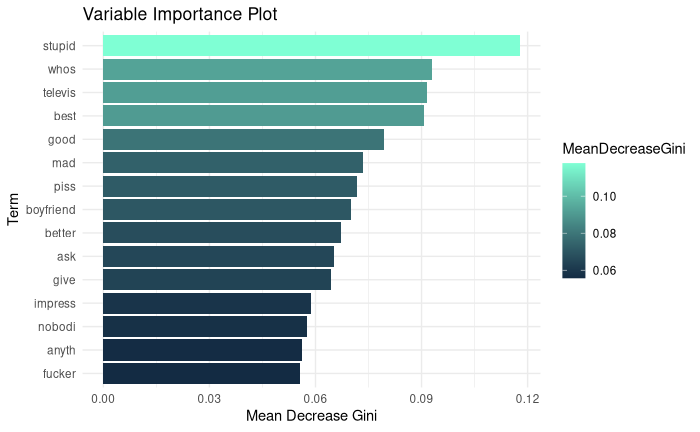 Variable Importance Plot
Term
stupid
whos
televis
best
good
mad
piss
boyfriend
better
ask
give
impress
nobodi
anyth
fucker
0.00 0.03 0.06 0.09 0.12
Mean Decrease Gini
MeanDecreaseGini
0.10
0.08
0.06